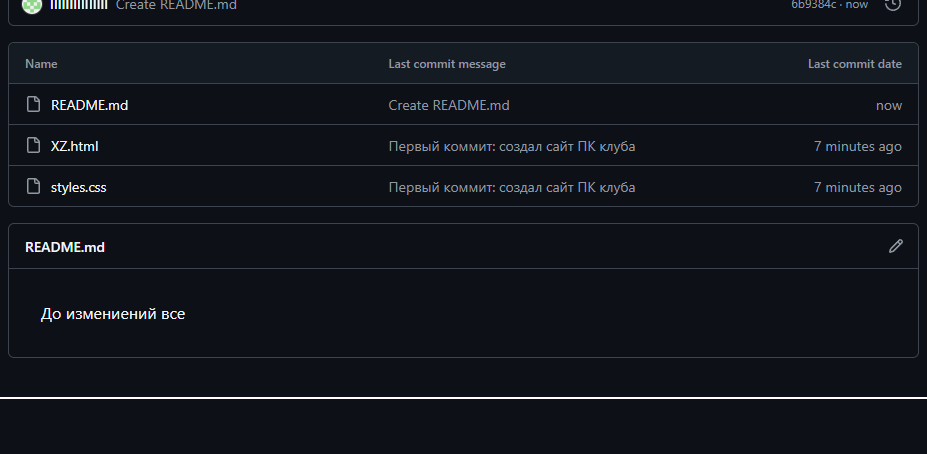 Create README.md 6b9384c · now
Name Last commit message Last commit date
README.md Create README.md now
XZ.html Первый коммит: создал сайт ПК клуба 7 minutes ago
styles.css Первый коммит: создал сайт ПК клуба 7 minutes ago
README.md
До измениений все